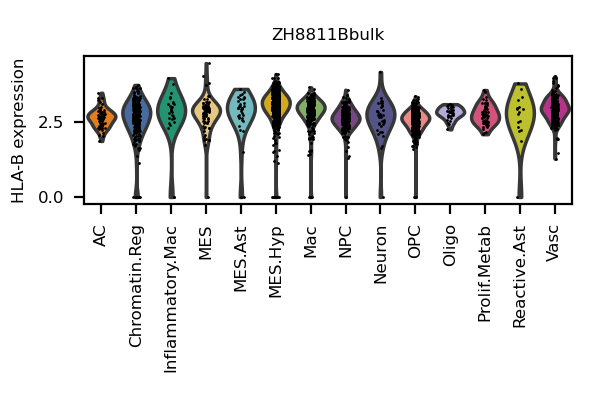 ZH8811Bbulk
HLA-B expression
2.5
0.0
AC
Chromatin.Reg
Inflammatory.Mac
MES
MES.Ast
MES.Hyp
Mac
NPC
Neuron
OPC
Oligo
Prolif.Metab
Reactive.Ast
Vasc